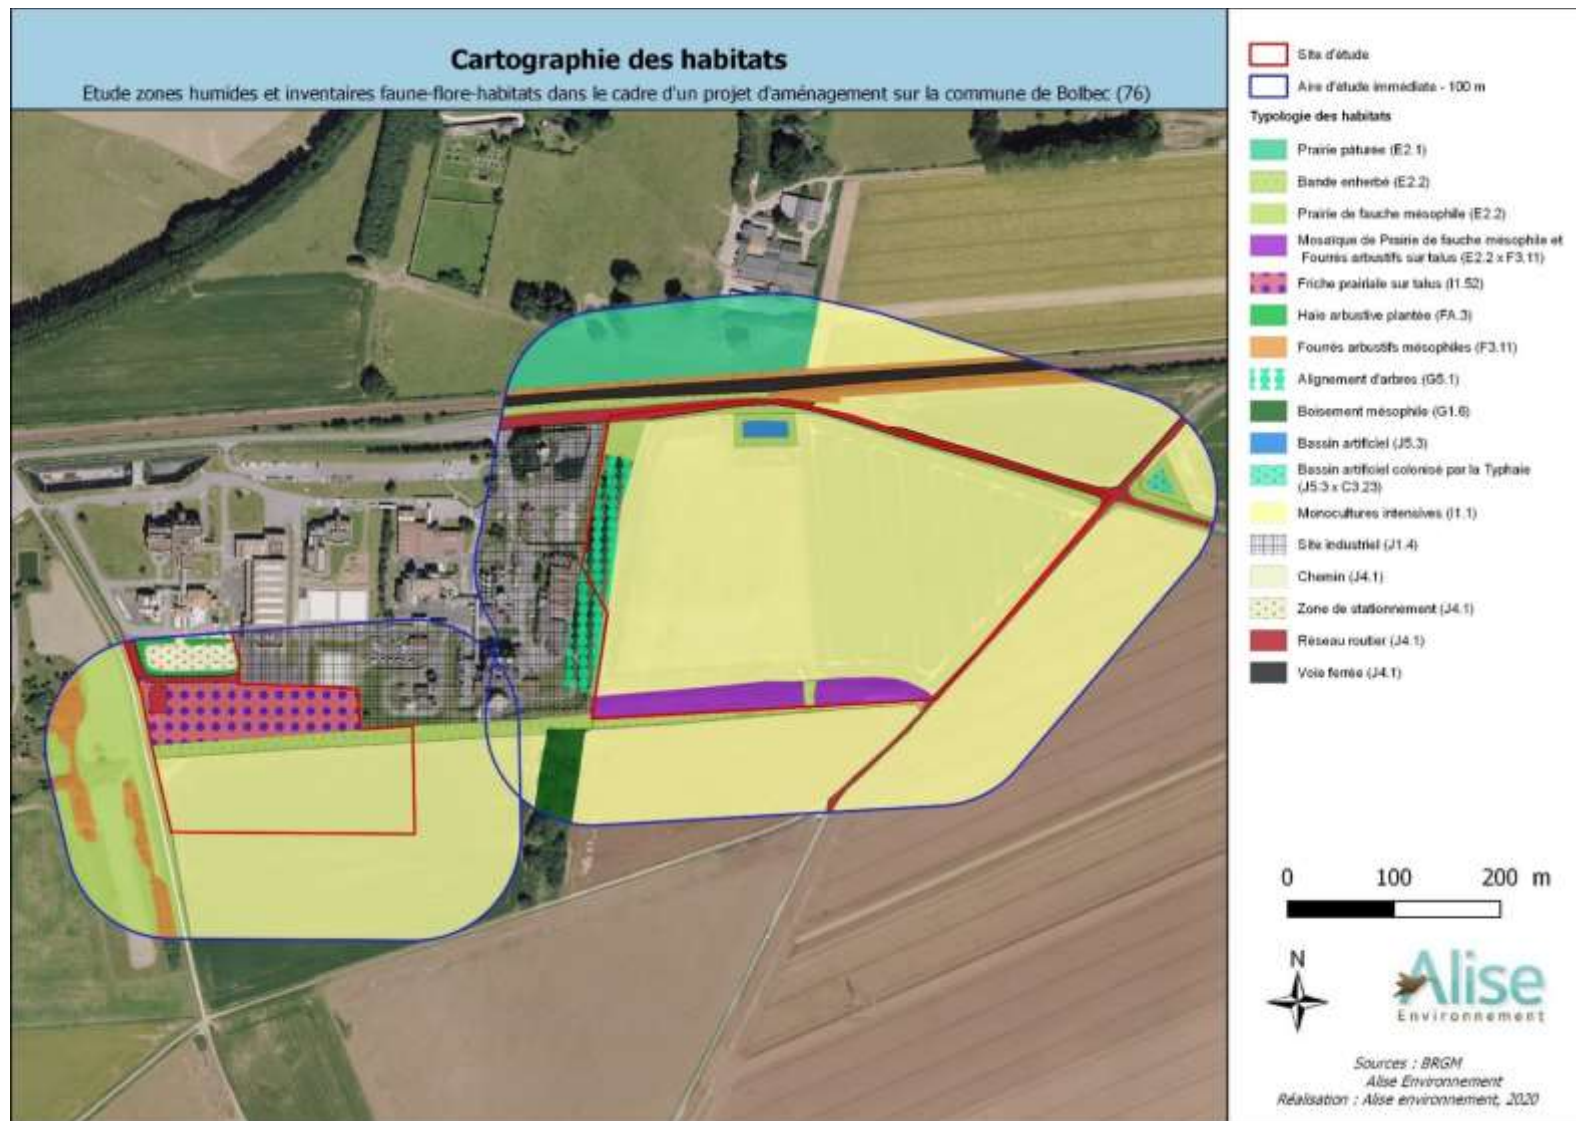 Cartographie des habitats
Etude zones humides et inventaires faune-flore-habitats dans le cadre d'un projet d'aménagement sur la commune de Bolbec (76)
Site d'étude
Aire d'étude immédiate - 100 m
Typologie des habitats
Prairie pâturée (E2.1)
Bande enherbé (E2.2)
Prairie de fauche mésophile (E2.2)
Mosaïque de Prairie de fauche mésophile et
Fourrés arbustifs sur talus (E2.2 x F3.11)
Friche prairiale sur talus (I1.52)
Haie arbustive plantée (FA.3)
Fourrés arbustifs mésophiles (F3.11)
Alignement d'arbres (G5.1)
Boisement mésophile (G1.6)
Bassin artificiel (J5.3)
Bassin artificiel colonisé par la Typhaie
(J5.3 x C3.23)
Monocultures intensives (I1.1)
Site industriel (J1.4)
Chemin (J4.1)
Zone de stationnement (J4.1)
Réseau routier (J4.1)
Voie ferrée (J4.1)
0 100 200 m
N
Alise
Environnement
Sources : BRGM
Alise Environnement
Réalisation : Alise environnement, 2020